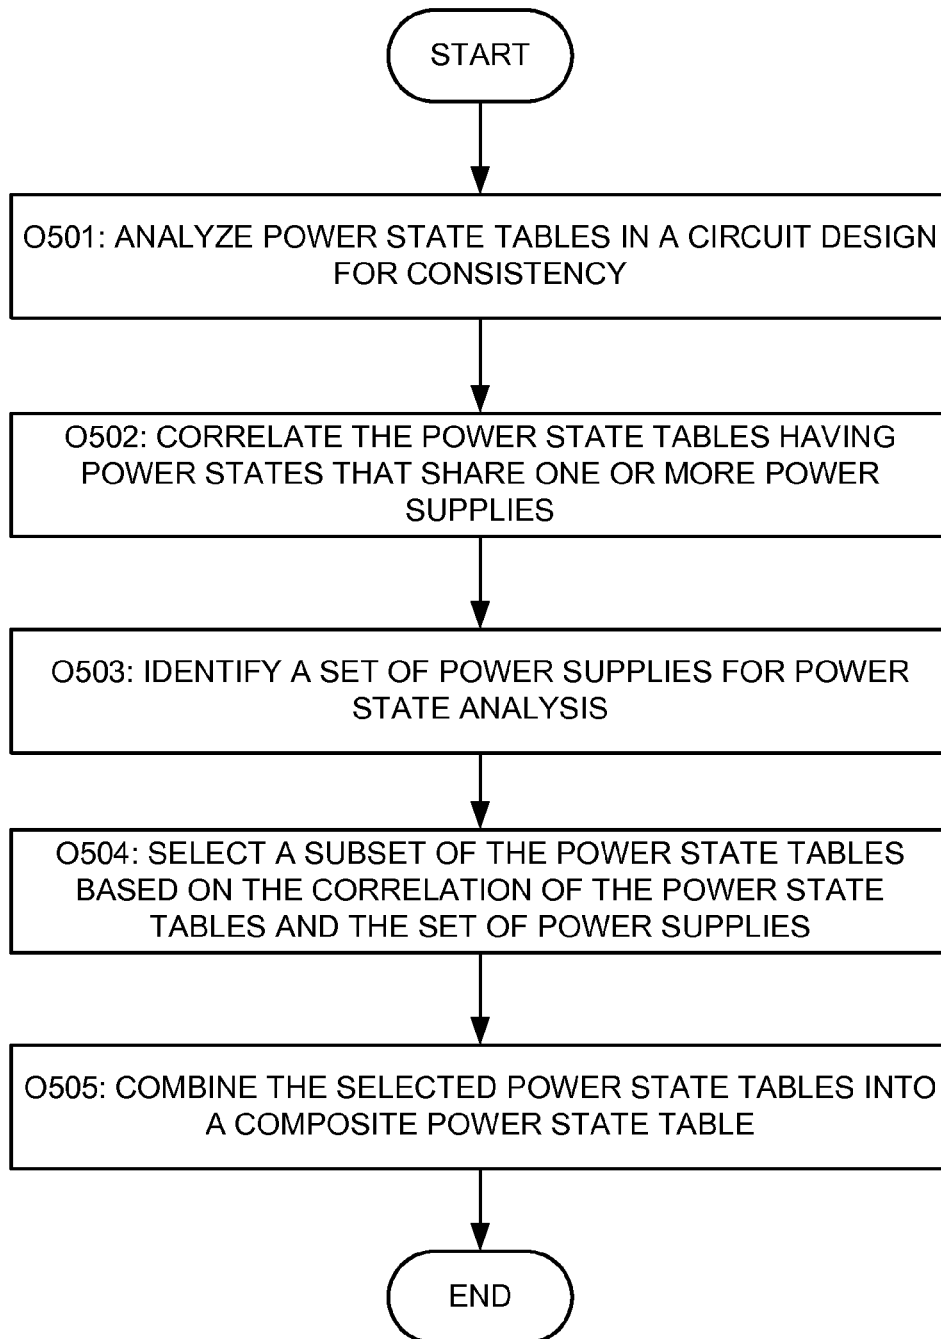 START
O501: ANALYZE POWER STATE TABLES IN A CIRCUIT DESIGN
FOR CONSISTENCY
O502: CORRELATE THE POWER STATE TABLES HAVING
POWER STATES THAT SHARE ONE OR MORE POWER
SUPPLIES
O503: IDENTIFY A SET OF POWER SUPPLIES FOR POWER
STATE ANALYSIS
O504: SELECT A SUBSET OF THE POWER STATE TABLES
BASED ON THE CORRELATION OF THE POWER STATE
TABLES AND THE SET OF POWER SUPPLIES
O505: COMBINE THE SELECTED POWER STATE TABLES INTO
A COMPOSITE POWER STATE TABLE
END